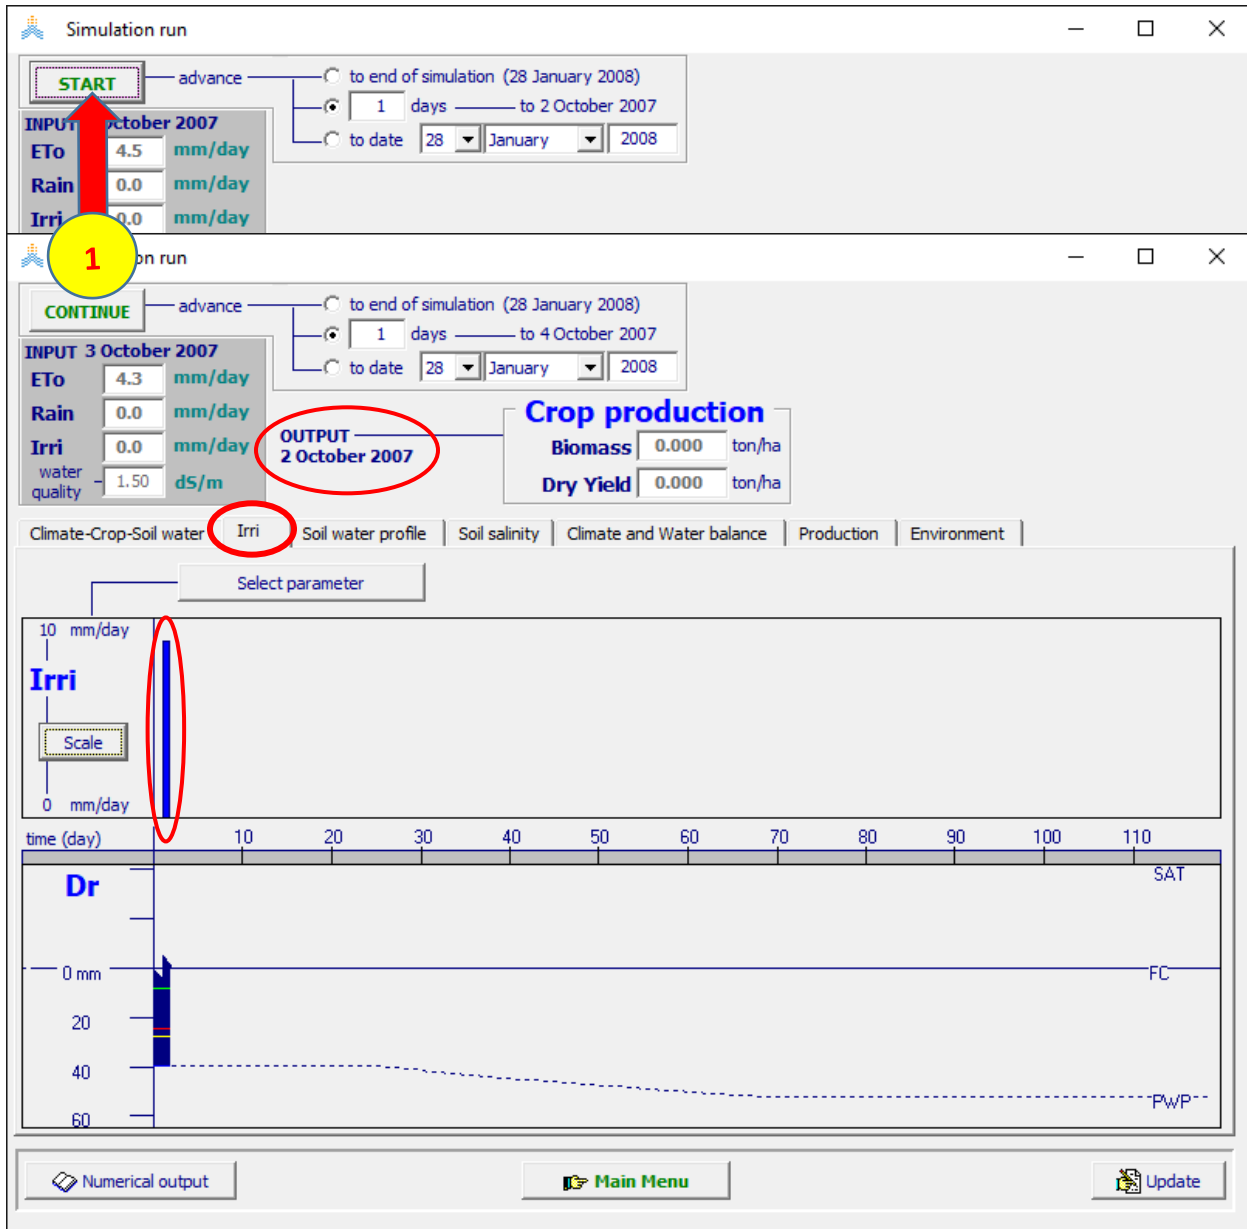 Simulation run
START
advance
to end of simulation (28 January 2008)
1 days to 2 October 2007
to date 28 January 2008
INPUT October 2007
ETo 4.5 mm/day
Rain 0.0 mm/day
Irri 0.0 mm/day
1
on run
CONTINUE
advance
to end of simulation (28 January 2008)
1 days to 4 October 2007
to date 28 January 2008
INPUT 3 October 2007
ETo 4.3 mm/day
Rain 0.0 mm/day
Irri 0.0 mm/day
water quality 1.50 dS/m
OUTPUT
2 October 2007
Crop production
Biomass 0.000 ton/ha
Dry Yield 0.000 ton/ha
Climate-Crop-Soil water Irri Soil water profile Soil salinity Climate and Water balance Production Environment
Select parameter
10 mm/day
Irri
Scale
0 mm/day
time (day) 10 20 30 40 50 60 70 80 90 100 110
Dr
SAT
0 mm
FC
20
40
PWP
60
Numerical output Main Menu Update